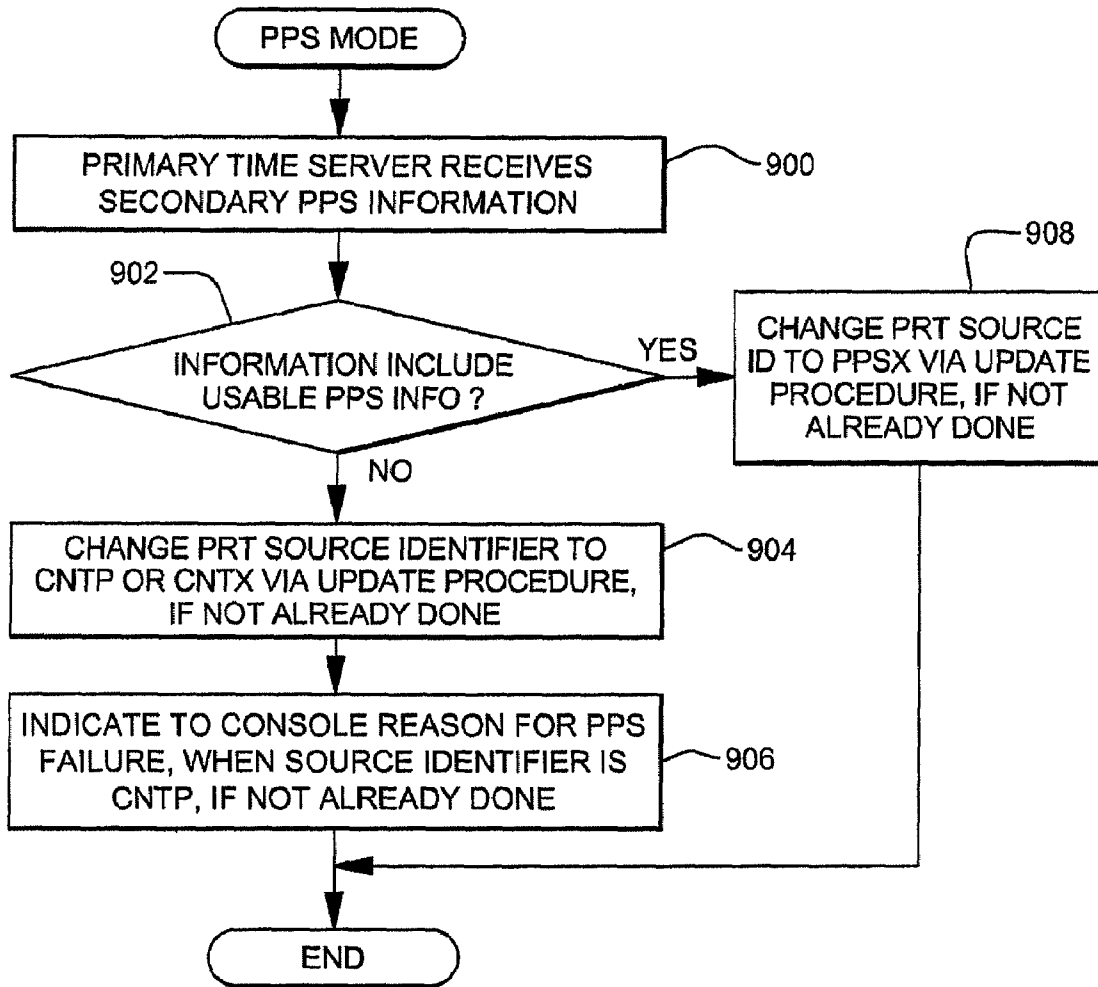 PPS MODE
PRIMARY TIME SERVER RECEIVES
SECONDARY PPS INFORMATION
900
902
INFORMATION INCLUDE
USABLE PPS INFO ?
YES
908
CHANGE PRT SOURCE
ID TO PPSX VIA UPDATE
PROCEDURE, IF NOT
ALREADY DONE
NO
CHANGE PRT SOURCE IDENTIFIER TO
CNTP OR CNTX VIA UPDATE PROCEDURE,
IF NOT ALREADY DONE
904
INDICATE TO CONSOLE REASON FOR PPS
FAILURE, WHEN SOURCE IDENTIFIER IS
CNTP, IF NOT ALREADY DONE
906
END